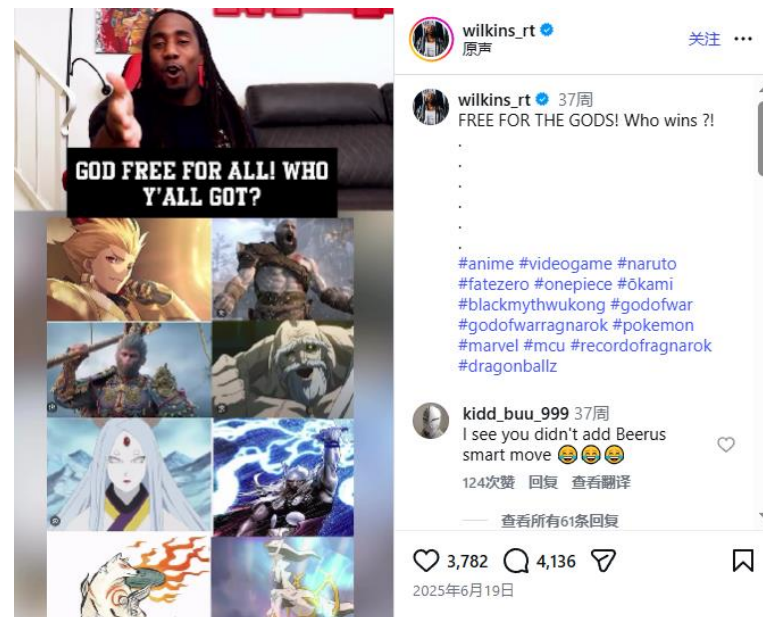 GOD FREE FOR ALL! WHO
Y'ALL GOT?
wilkins_rt
原声
关注
wilkins_rt 37周
FREE FOR THE GODS! Who wins ?!
.
.
.
.
.
.
#anime #videogame #naruto
#fatezero #onepiece #ōkami
#blackmythwukong #godofwar
#godofwarragnarok #pokemon
#marvel #mcu #recordofragnarok
#dragonballz
kidd_buu_999 37周
I see you didn't add Beerus
smart move 😂😂😂
124次赞 回复 查看翻译
查看所有61条回复
3,782 4,136
2025年6月19日